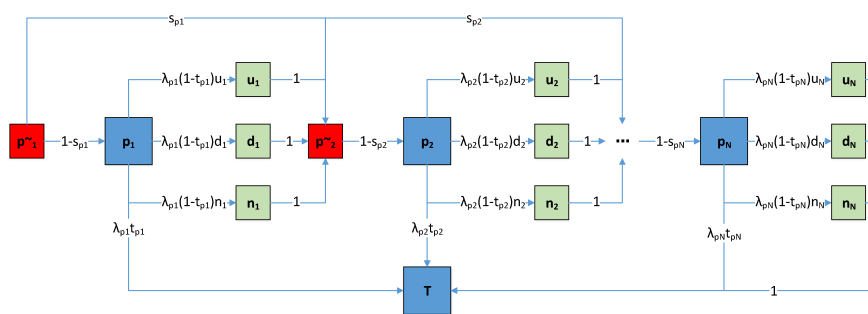 s_p1 s_p2
λ_p1(1-t_p1)u_1 u_1 1 λ_p2(1-t_p2)u_2 u_2 1 λ_pN(1-t_pN)u_N u_N
p~_1 1-s_p1 p_1 λ_p1(1-t_p1)d_1 d_1 1 p~_2 1-s_p2 p_2 λ_p2(1-t_p2)d_2 d_2 1 ... 1-s_pN p_N λ_pN(1-t_pN)d_N d_N
λ_p1(1-t_p1)n_1 n_1 1 λ_p2(1-t_p2)n_2 n_2 1 λ_pN(1-t_pN)n_N n_N
λ_p1t_p1 λ_p2t_p2 λ_pNt_pN
T 1